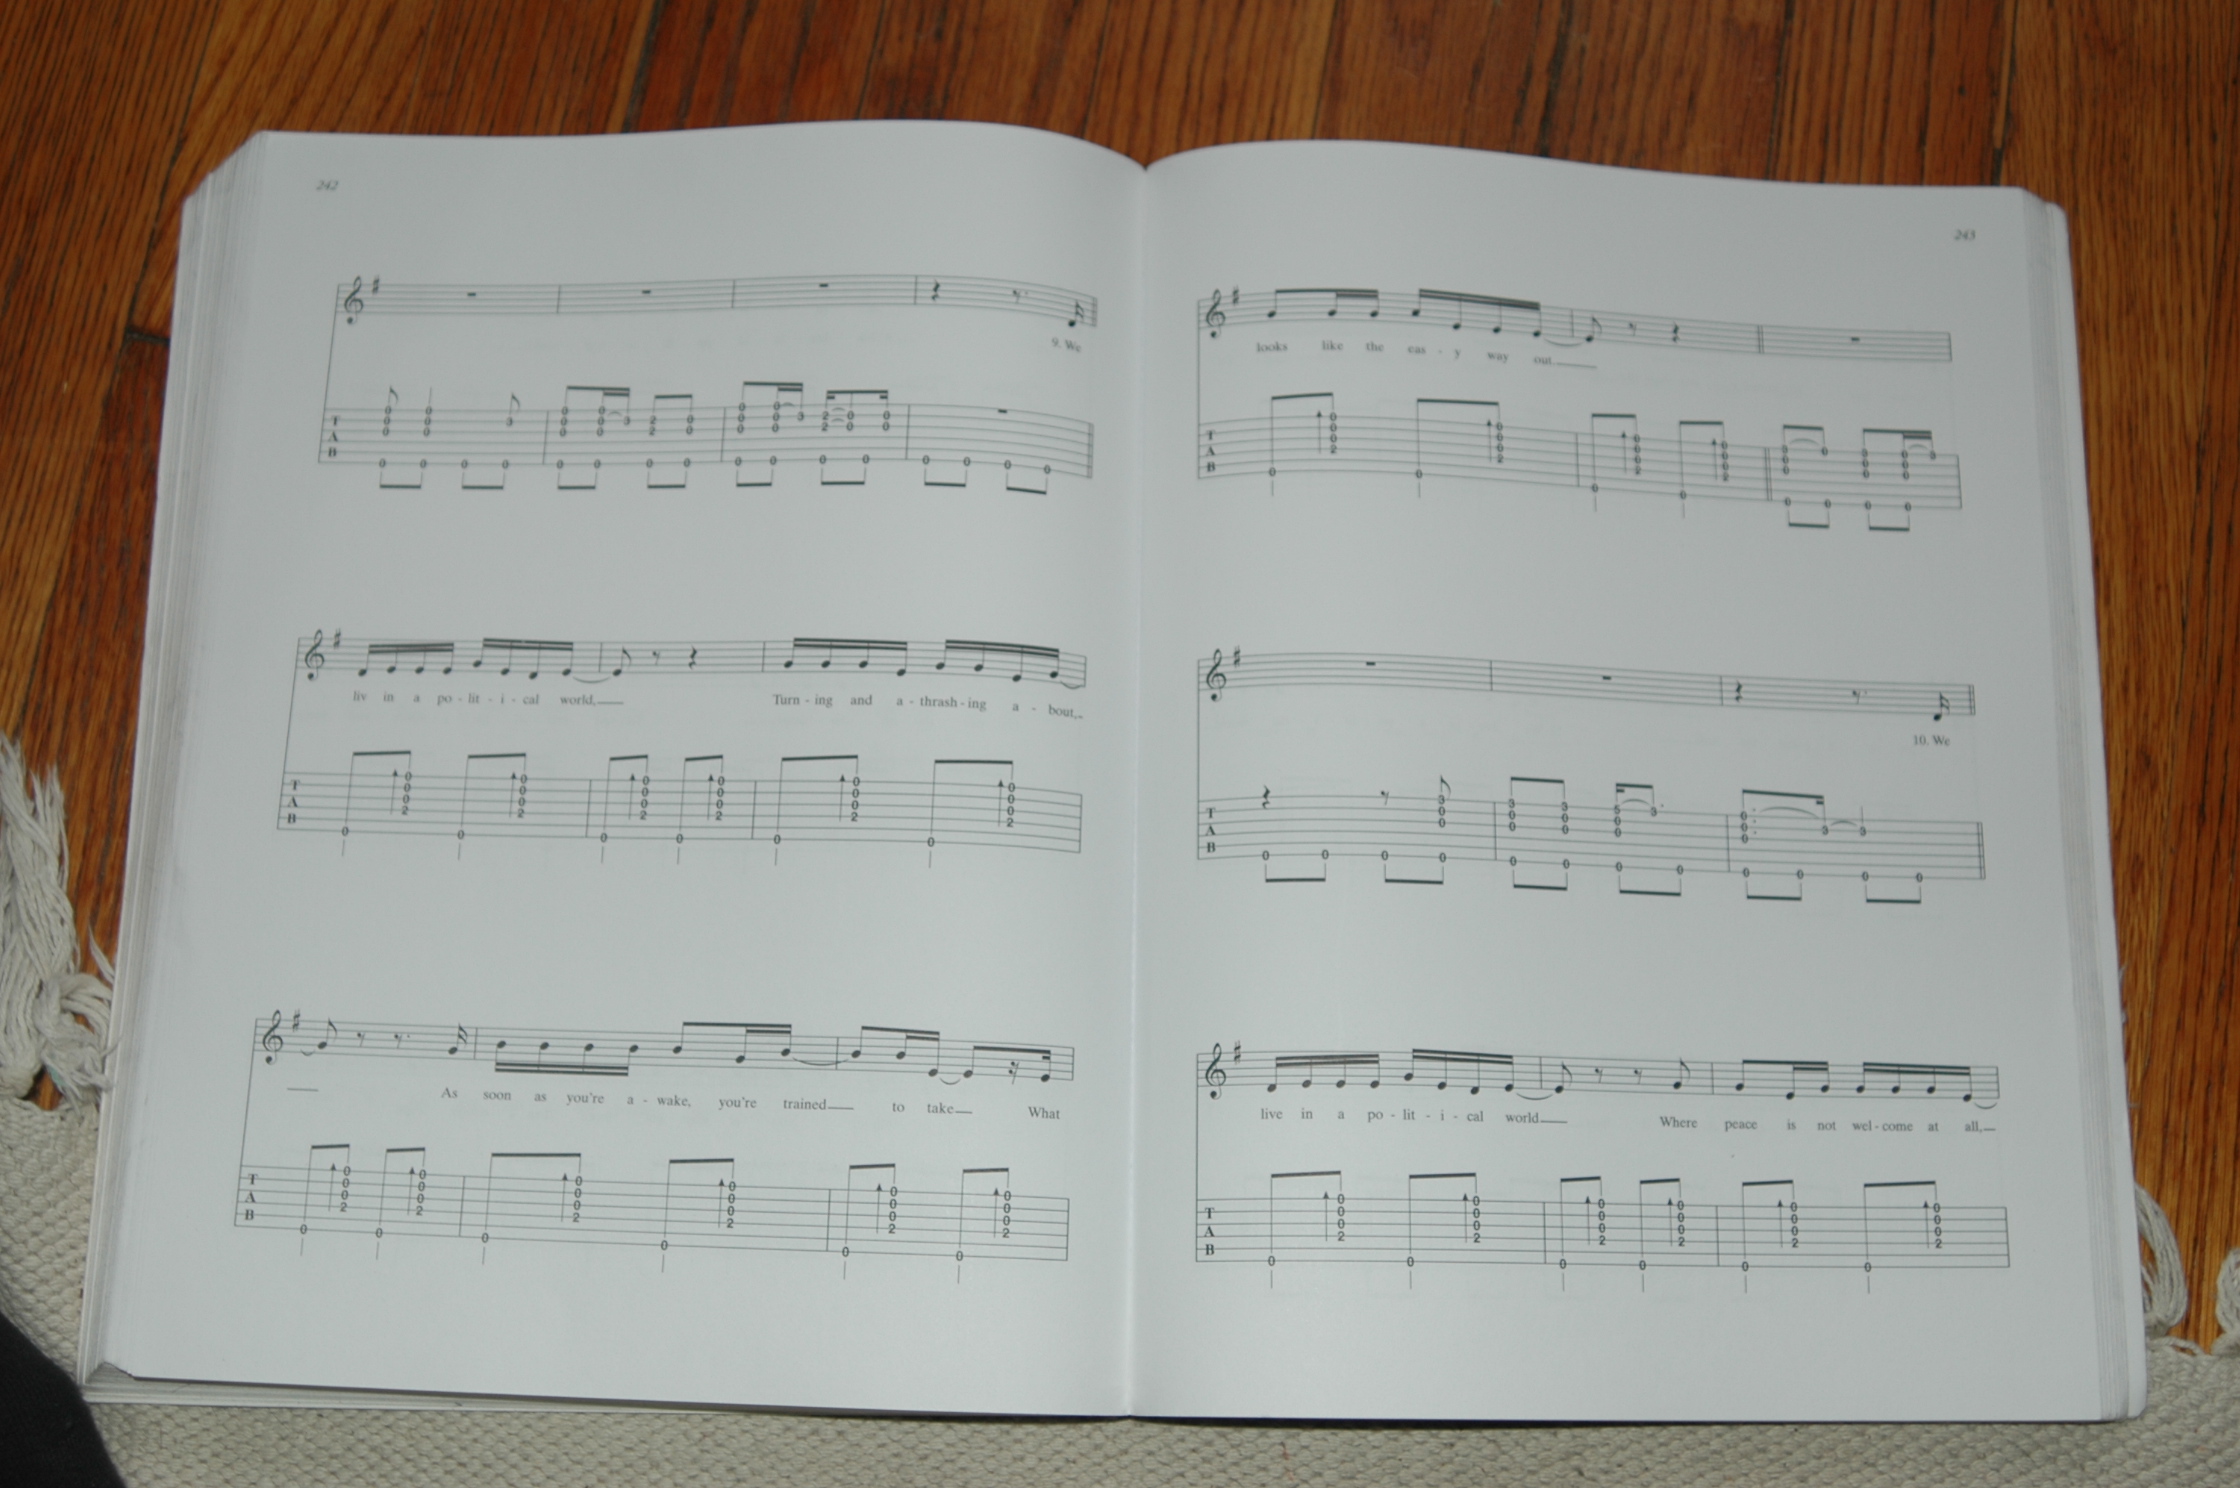 242
9. We
T
A
B
liv in a po - lit - i - cal world, Turn - ing and a - thrash - ing a - bout,
T
A
B
As soon as you're a - wake, you're trained to take What
T
A
B
243
looks like the eas - y way out.
T
A
B
10. We
T
A
B
live in a po - lit - i - cal world Where peace is not wel - come at all,
T
A
B